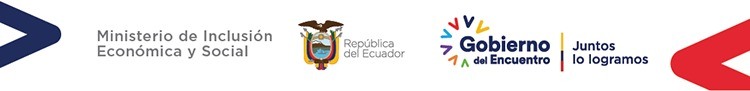 Ministerio de Inclusión
Económica y Social
República
del Ecuador
Gobierno
del Encuentro
Juntos
lo logramos